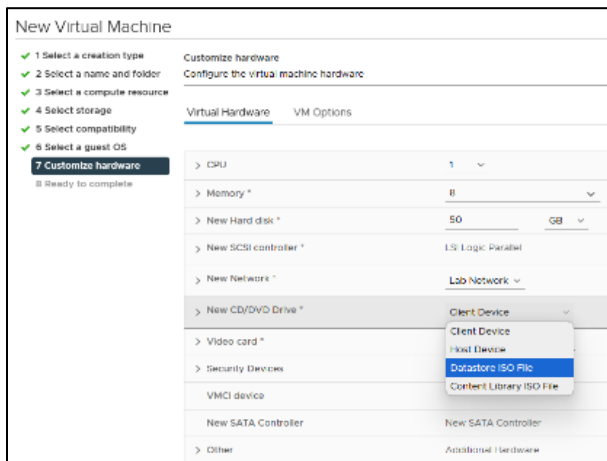 New Virtual Machine
✓ 1 Select a creation type
✓ 2 Select a name and folder
✓ 3 Select a compute resource
✓ 4 Select storage
✓ 5 Select compatibility
✓ 6 Select a guest OS
7 Customize hardware
8 Ready to complete
Customize hardware
Configure the virtual machine hardware
Virtual Hardware VM Options
> CPU 1
> Memory * 8
> New Hard disk * 50 GB
> New SCSI controller * LSI Logic Parallel
> New Network * Lab Network
> New CD/DVD Drive * Client Device
Client Device
Host Device
Datastore ISO File
Content Library ISO File
> Video card *
> Security Devices
VMCI device
New SATA Controller New SATA Controller
> Other Additional Hardware